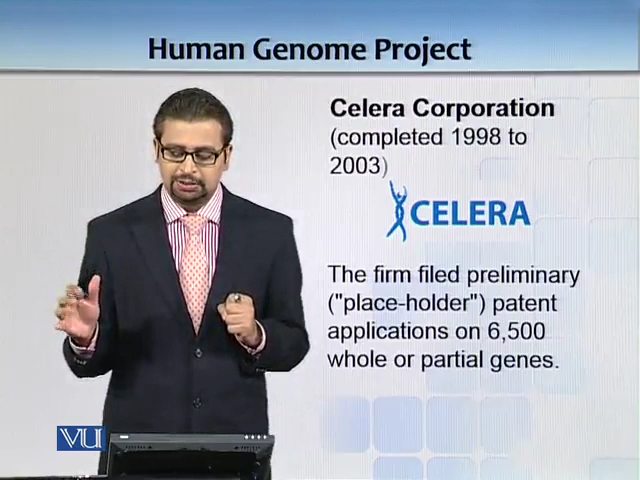 Human Genome Project
Celera Corporation
(completed 1998 to
2003)
CELERA
The firm filed preliminary
("place-holder") patent
applications on 6,500
whole or partial genes.
VU